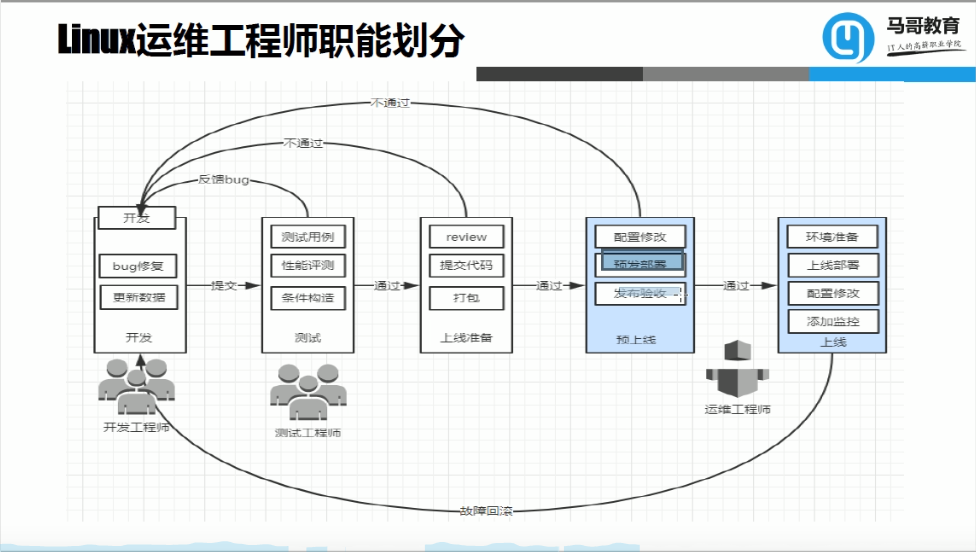 Linux运维工程师职能划分
马哥教育
IT人的高薪职业学院
不通过
不通过
反馈bug
开发
bug修复
更新数据
开发
提交
测试用例
性能评测
条件构造
测试
通过
review
提交代码
打包
上线准备
通过
配置修改
预发部署
发布验收
预上线
通过
环境准备
上线部署
配置修改
添加监控
上线
开发工程师
测试工程师
运维工程师
故障回滚